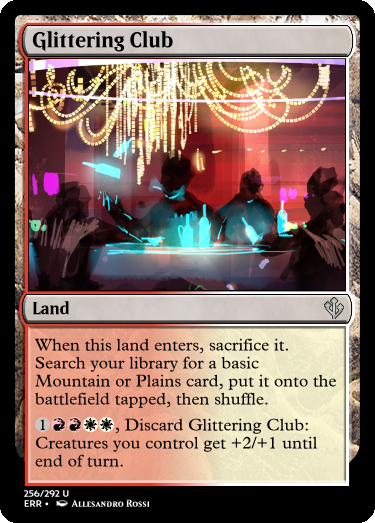 Glittering Club
Land
When this land enters, sacrifice it.
Search your library for a basic
Mountain or Plains card, put it onto the
battlefield tapped, then shuffle.
1, Discard Glittering Club:
Creatures you control get +2/+1 until
end of turn.
256/292 U
ERR • Allesandro Rossi